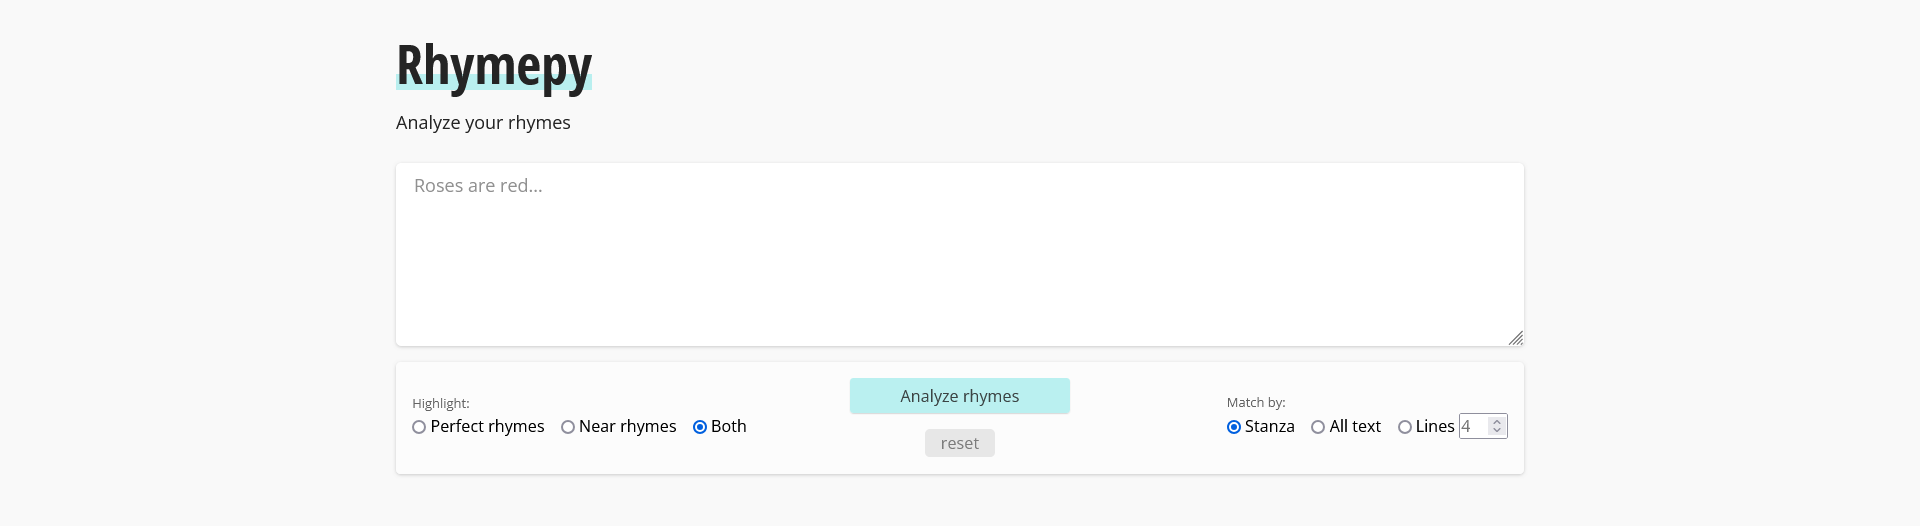 Rhymepy
Analyze your rhymes
Roses are red...
Highlight:
Perfect rhymes Near rhymes Both
Analyze rhymes
reset
Match by:
Stanza All text Lines 4